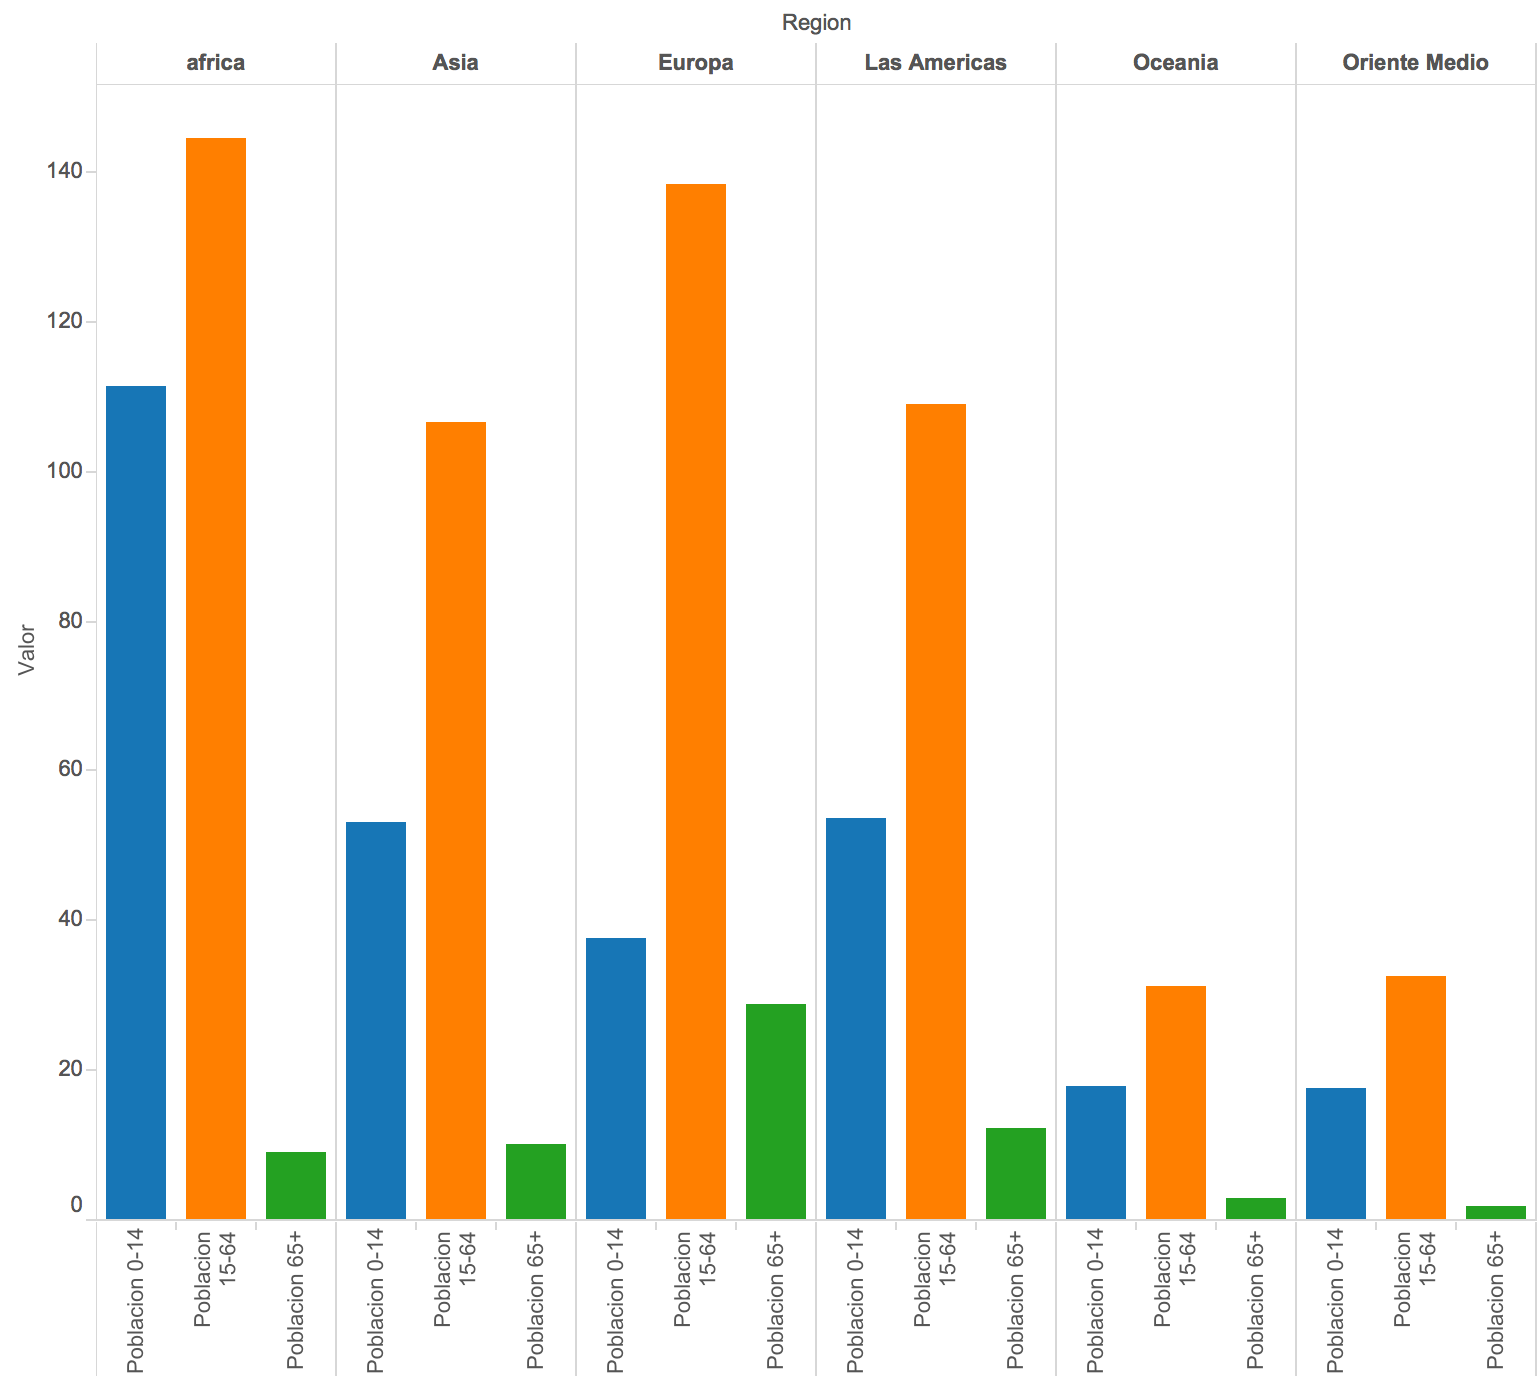 Region
africa
Asia
Europa
Las Americas
Oceania
Oriente Medio
Valor
140
120
100
80
60
40
20
0
Poblacion 0-14
Poblacion
15-64
Poblacion 65+
Poblacion 0-14
Poblacion
15-64
Poblacion 65+
Poblacion 0-14
Poblacion
15-64
Poblacion 65+
Poblacion 0-14
Poblacion
15-64
Poblacion 65+
Poblacion 0-14
Poblacion
15-64
Poblacion 65+
Poblacion 0-14
Poblacion
15-64
Poblacion 65+